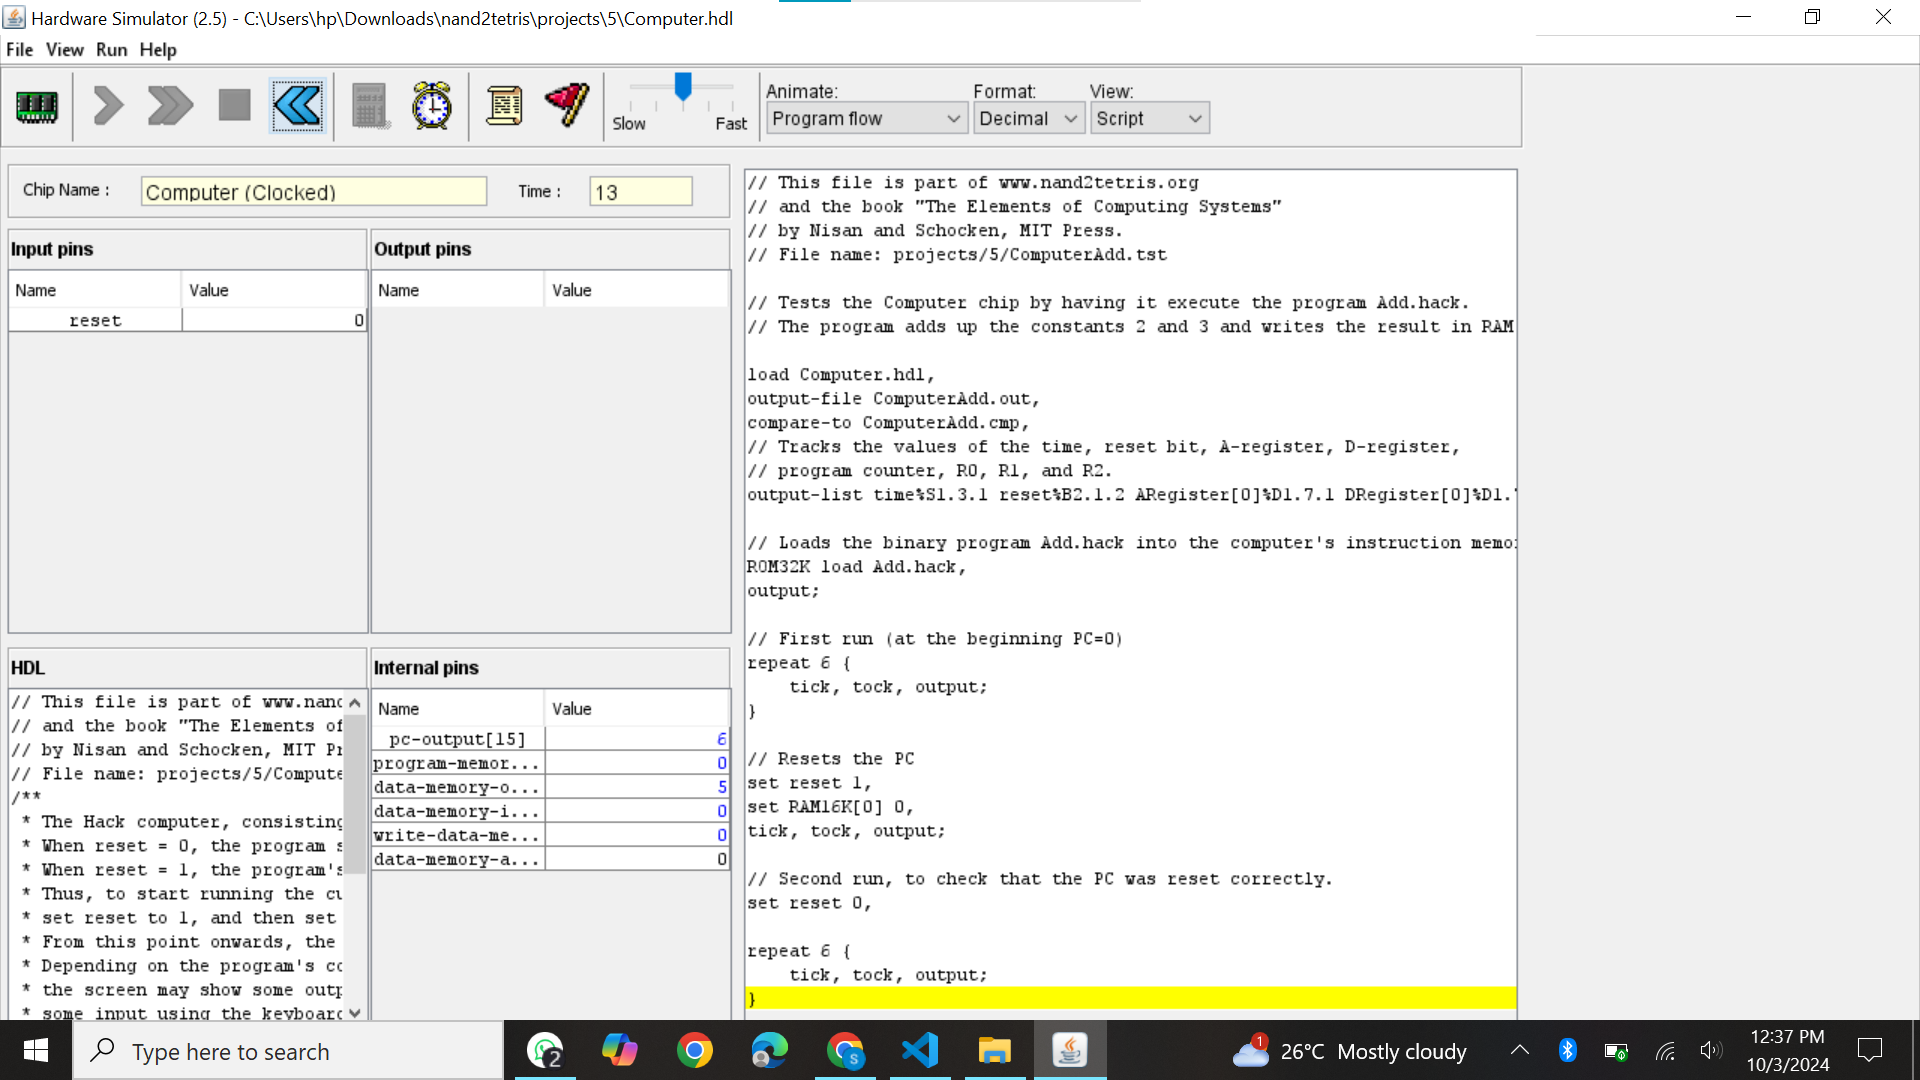 Hardware Simulator (2.5) - C:\Users\hp\Downloads\nand2tetris\projects\5\Computer.hdl
File View Run Help
Slow Fast
Animate:
Program flow
Format:
Decimal
View:
Script
Chip Name :
Computer (Clocked)
Time :
13
Input pins
Name Value
reset 0
Output pins
Name Value
HDL
// This file is part of www.nand
// and the book "The Elements of
// by Nisan and Schocken, MIT Pr
// File name: projects/5/Compute
/**
* The Hack computer, consisting
* When reset = 0, the program s
* When reset = 1, the program's
* Thus, to start running the cu
* set reset to 1, and then set
* From this point onwards, the
* Depending on the program's co
* the screen may show some outp
* some input using the keyboard
Internal pins
Name Value
pc-output[15] 6
program-memor... 0
data-memory-o... 5
data-memory-i... 0
write-data-me... 0
data-memory-a... 0
// This file is part of www.nand2tetris.org
// and the book "The Elements of Computing Systems"
// by Nisan and Schocken, MIT Press.
// File name: projects/5/ComputerAdd.tst
// Tests the Computer chip by having it execute the program Add.hack.
// The program adds up the constants 2 and 3 and writes the result in RAM
load Computer.hdl,
output-file ComputerAdd.out,
compare-to ComputerAdd.cmp,
// Tracks the values of the time, reset bit, A-register, D-register,
// program counter, R0, R1, and R2.
output-list time%S1.3.1 reset%B2.1.2 ARegister[0]%D1.7.1 DRegister[0]%D1.
// Loads the binary program Add.hack into the computer's instruction memo
ROM32K load Add.hack,
output;
// First run (at the beginning PC=0)
repeat 6 {
tick, tock, output;
}
// Resets the PC
set reset 1,
set RAM16K[0] 0,
tick, tock, output;
// Second run, to check that the PC was reset correctly.
set reset 0,
repeat 6 {
tick, tock, output;
}
Type here to search
2
S
1
26°C Mostly cloudy
12:37 PM
10/3/2024